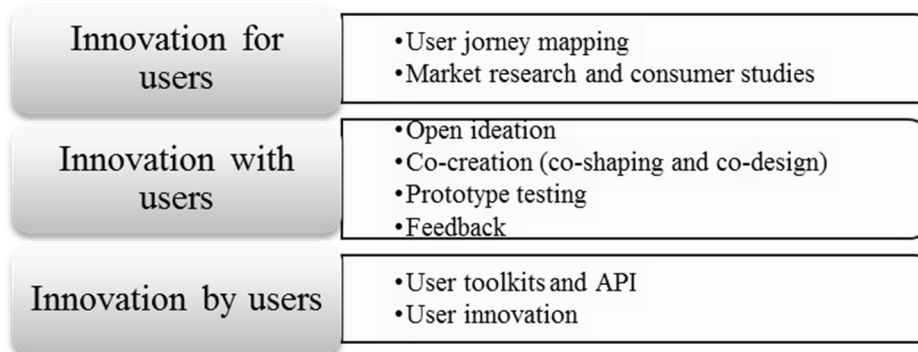 Innovation for
users
•User jorney mapping
•Market research and consumer studies
Innovation with
users
•Open ideation
•Co-creation (co-shaping and co-design)
•Prototype testing
•Feedback
Innovation by users
•User toolkits and API
•User innovation